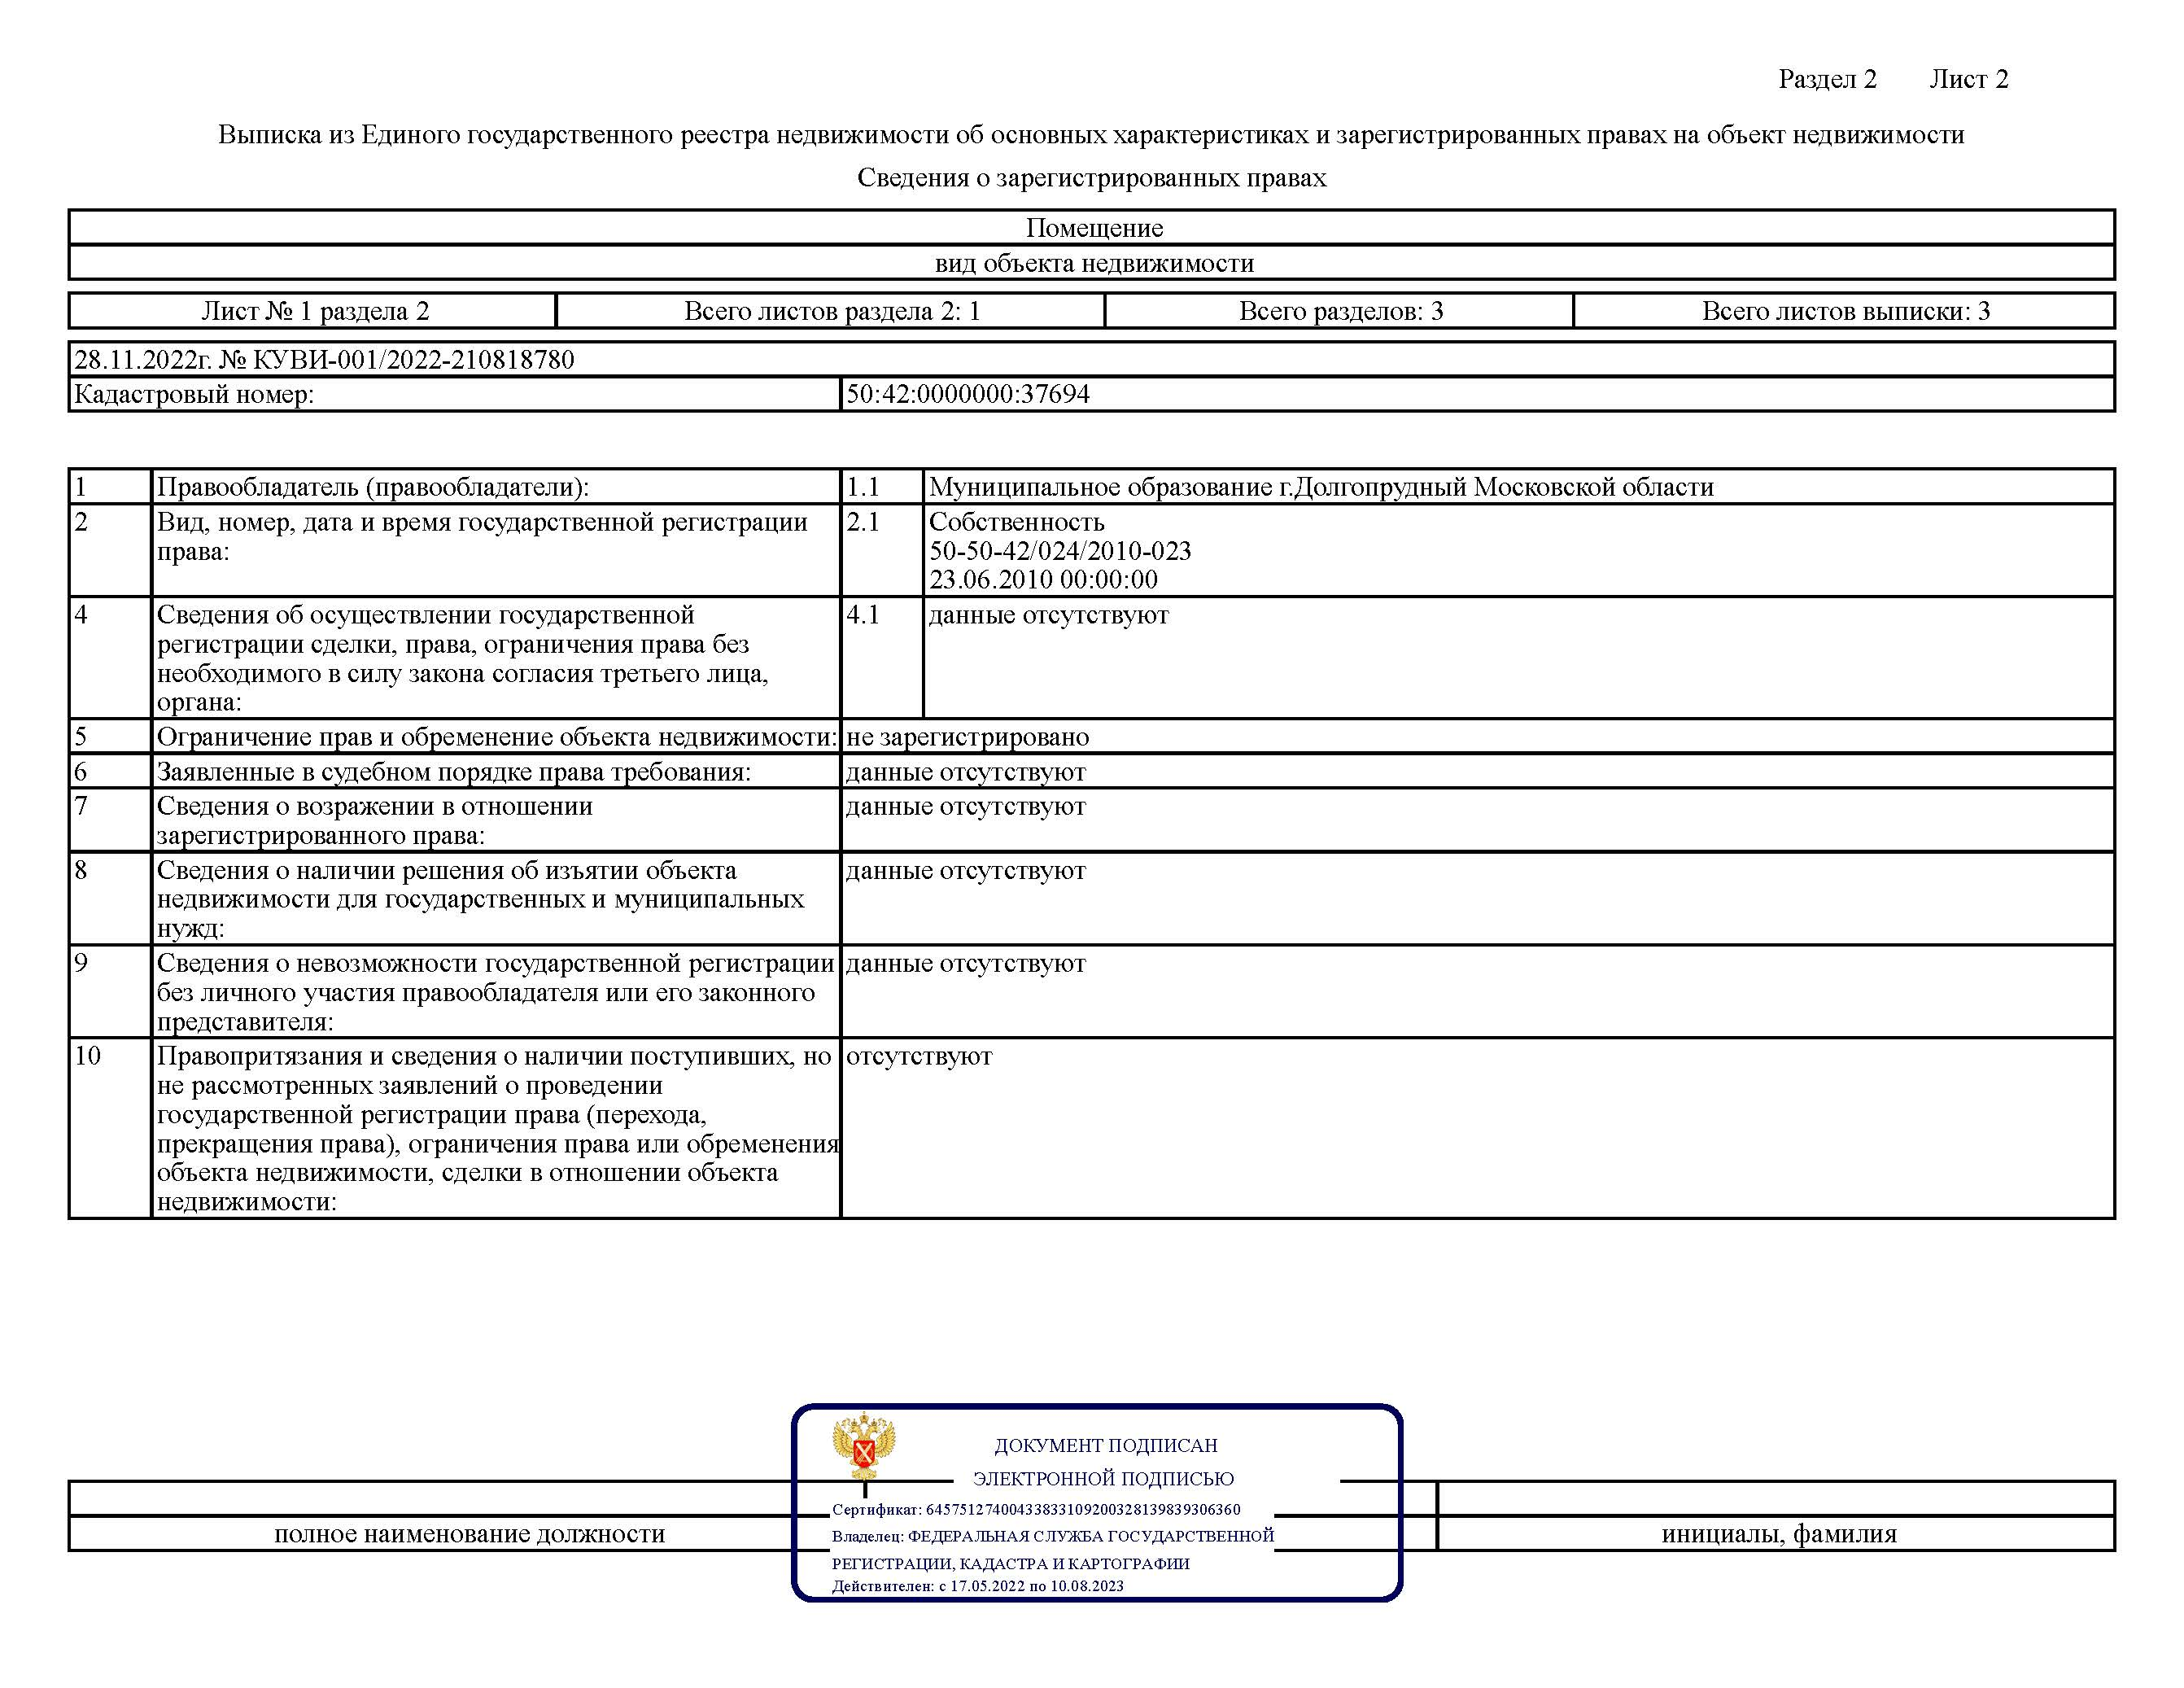 Раздел 2 Лист 2
Выписка из Единого государственного реестра недвижимости об основных характеристиках и зарегистрированных правах на объект недвижимости
Сведения о зарегистрированных правах
Помещение
вид объекта недвижимости
Лист № 1 раздела 2 Всего листов раздела 2: 1 Всего разделов: 3 Всего листов выписки: 3
28.11.2022г. № КУВИ-001/2022-210818780
Кадастровый номер: 50:42:0000000:37694
1 Правообладатель (правообладатели): 1.1 Муниципальное образование г.Долгопрудный Московской области
2 Вид, номер, дата и время государственной регистрации 2.1 Собственность
права: 50-50-42/024/2010-023
23.06.2010 00:00:00
4 Сведения об осуществлении государственной 4.1 данные отсутствуют
регистрации сделки, права, ограничения права без
необходимого в силу закона согласия третьего лица,
органа:
5 Ограничение прав и обременение объекта недвижимости: не зарегистрировано
6 Заявленные в судебном порядке права требования: данные отсутствуют
7 Сведения о возражении в отношении данные отсутствуют
зарегистрированного права:
8 Сведения о наличии решения об изъятии объекта данные отсутствуют
недвижимости для государственных и муниципальных
нужд:
9 Сведения о невозможности государственной регистрации данные отсутствуют
без личного участия правообладателя или его законного
представителя:
10 Правопритязания и сведения о наличии поступивших, но отсутствуют
не рассмотренных заявлений о проведении
государственной регистрации права (перехода,
прекращения права), ограничения права или обременения
объекта недвижимости, сделки в отношении объекта
недвижимости:
ДОКУМЕНТ ПОДПИСАН
ЭЛЕКТРОННОЙ ПОДПИСЬЮ
Сертификат: 64575127400433833109200328139839306360
полное наименование должности Владелец: ФЕДЕРАЛЬНАЯ СЛУЖБА ГОСУДАРСТВЕННОЙ инициалы, фамилия
РЕГИСТРАЦИИ, КАДАСТРА И КАРТОГРАФИИ
Действителен: с 17.05.2022 по 10.08.2023